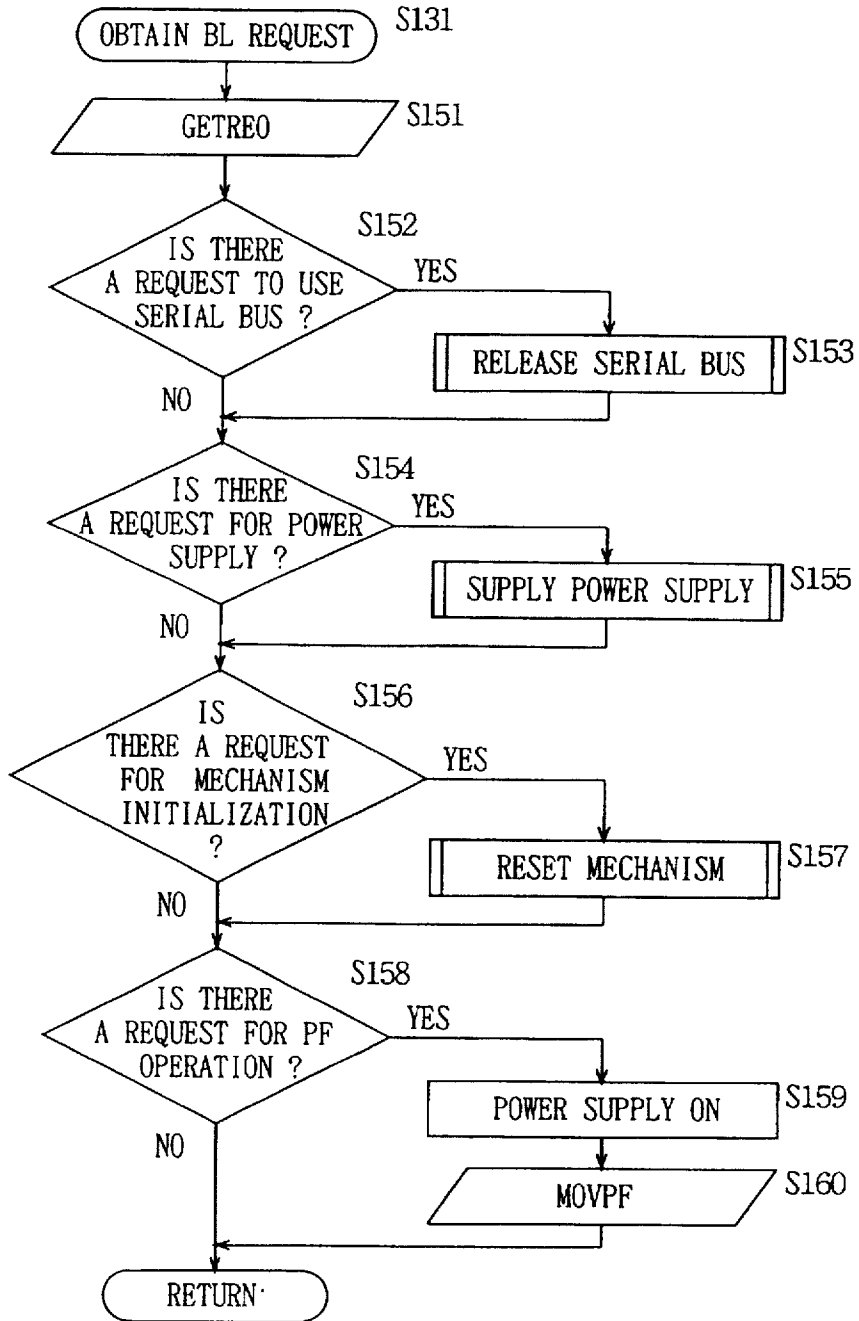 OBTAIN BL REQUEST
S131
GETREO
S151
S152
IS THERE
A REQUEST TO USE
SERIAL BUS ?
YES
RELEASE SERIAL BUS
S153
NO
S154
IS THERE
A REQUEST FOR POWER
SUPPLY ?
YES
SUPPLY POWER SUPPLY
S155
NO
S156
IS
THERE A REQUEST
FOR MECHANISM
INITIALIZATION
?
YES
RESET MECHANISM
S157
NO
S158
IS THERE
A REQUEST FOR PF
OPERATION ?
YES
POWER SUPPLY ON
S159
NO
MOVPF
S160
RETURN